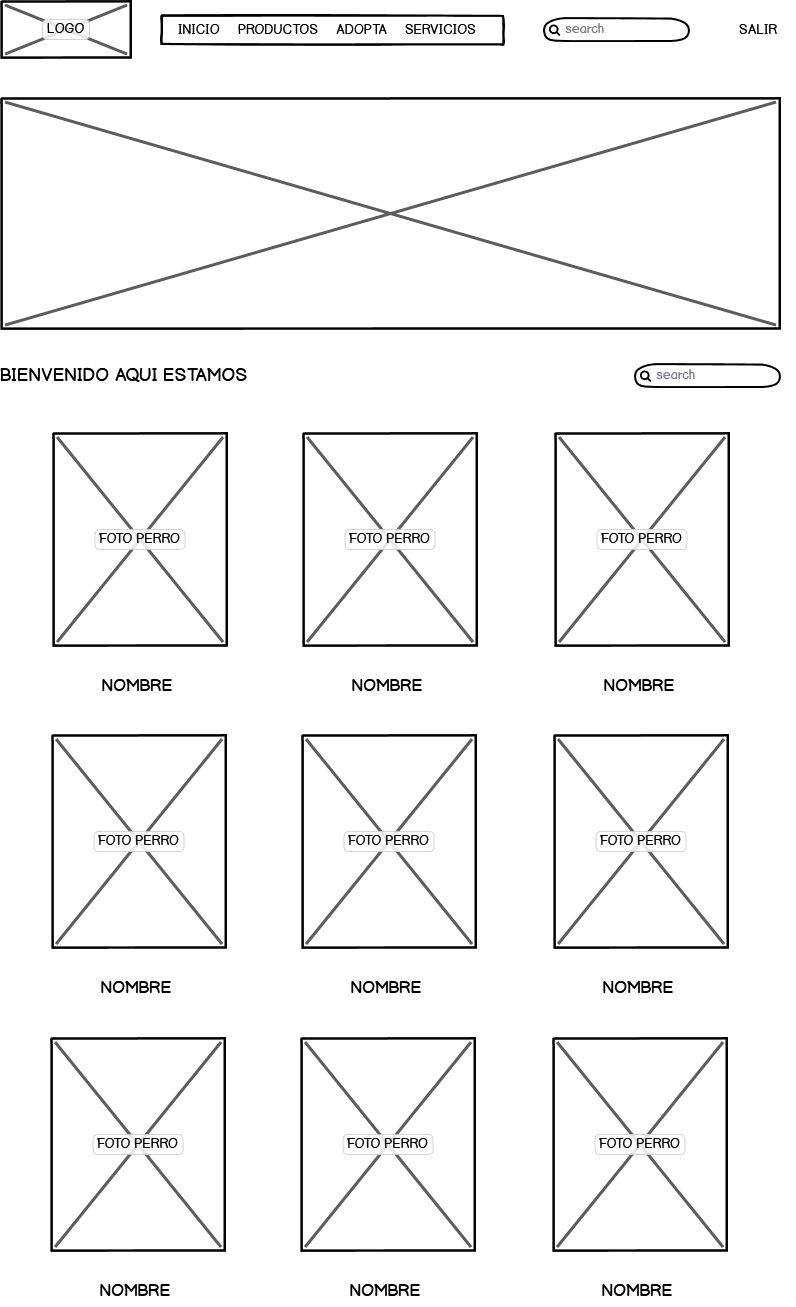 LOGO
INICIO PRODUCTOS ADOPTA SERVICIOS
search
SALIR
BIENVENIDO AQUI ESTAMOS
search
FOTO PERRO FOTO PERRO FOTO PERRO
NOMBRE NOMBRE NOMBRE
FOTO PERRO FOTO PERRO FOTO PERRO
NOMBRE NOMBRE NOMBRE
FOTO PERRO FOTO PERRO FOTO PERRO
NOMBRE NOMBRE NOMBRE